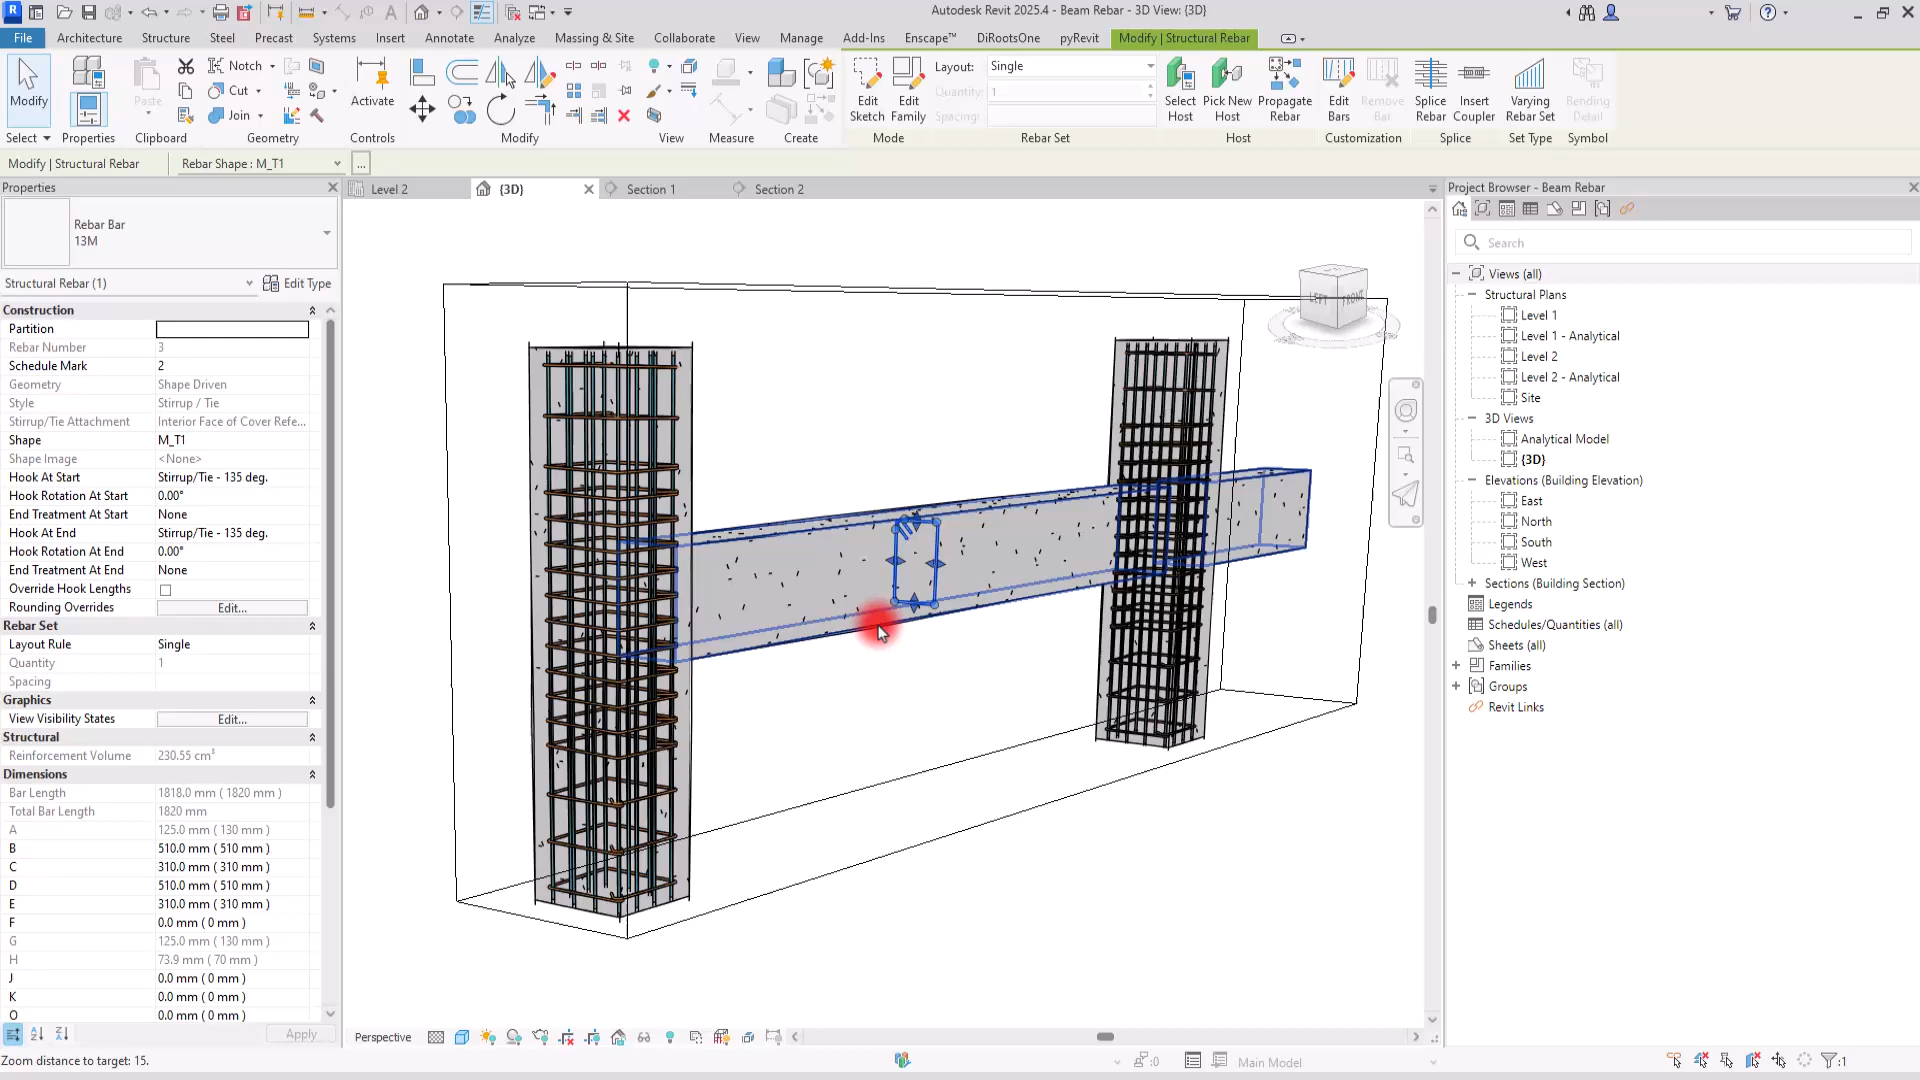 Autodesk Revit 2025.4 - Beam Rebar - 3D View: {3D}
File Architecture Structure Steel Precast Systems Insert Annotate Analyze Massing & Site Collaborate View Manage Add-Ins Enscape™ DiRootsOne pyRevit Modify | Structural Rebar
Modify
Select
Properties
Paste
Clipboard
Notch
Cut
Join
Geometry
Activate
Controls
Modify
View
Measure
Create
Edit Sketch
Edit Family
Mode
Layout: Single
Quantity: 1
Spacing:
Rebar Set
Select Host
Pick New Host
Propagate Rebar
Host
Edit Bars
Remove Bar
Customization
Splice Rebar
Insert Coupler
Splice
Varying Rebar Set
Set Type
Bending Detail
Symbol
Modify | Structural Rebar
Rebar Shape : M_T1
...
Properties
Level 2
{3D}
Section 1
Section 2
Project Browser - Beam Rebar
Rebar Bar
13M
Structural Rebar (1)
Edit Type
Construction
Partition
Rebar Number 3
Schedule Mark 2
Geometry Shape Driven
Style Stirrup / Tie
Stirrup/Tie Attachment Interior Face of Cover Refe...
Shape M_T1
Shape Image <None>
Hook At Start Stirrup/Tie - 135 deg.
Hook Rotation At Start 0.00°
End Treatment At Start None
Hook At End Stirrup/Tie - 135 deg.
Hook Rotation At End 0.00°
End Treatment At End None
Override Hook Lengths
Rounding Overrides Edit...
Rebar Set
Layout Rule Single
Quantity 1
Spacing
Graphics
View Visibility States Edit...
Structural
Reinforcement Volume 230.55 cm³
Dimensions
Bar Length 1818.0 mm ( 1820 mm )
Total Bar Length 1820 mm
A 125.0 mm ( 130 mm )
B 510.0 mm ( 510 mm )
C 310.0 mm ( 310 mm )
D 510.0 mm ( 510 mm )
E 310.0 mm ( 310 mm )
F 0.0 mm ( 0 mm )
G 125.0 mm ( 130 mm )
H 73.9 mm ( 70 mm )
J 0.0 mm ( 0 mm )
K 0.0 mm ( 0 mm )
O 0.0 mm ( 0 mm )
Apply
LEFT
FRONT
Search
Views (all)
Structural Plans
Level 1
Level 1 - Analytical
Level 2
Level 2 - Analytical
Site
3D Views
Analytical Model
{3D}
Elevations (Building Elevation)
East
North
South
West
Sections (Building Section)
Legends
Schedules/Quantities (all)
Sheets (all)
Families
Groups
Revit Links
Perspective
Zoom distance to target: 15.
:0
Main Model
:1